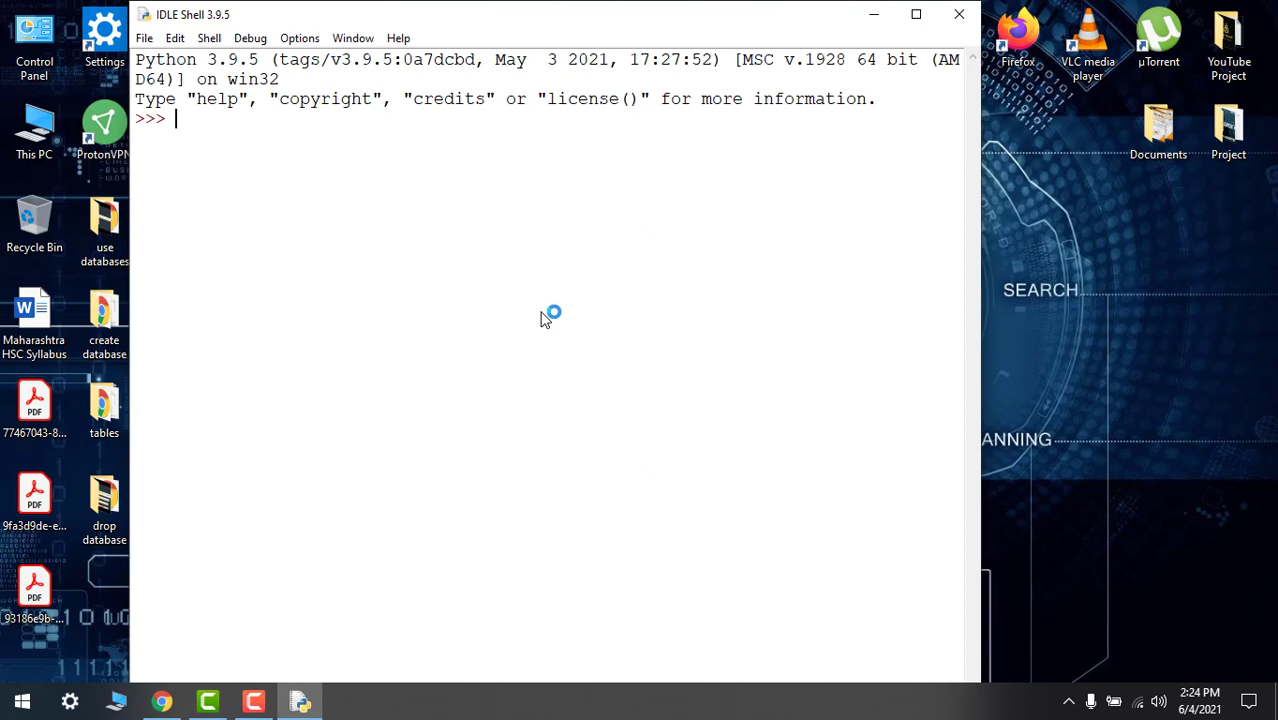 IDLE Shell 3.9.5
File Edit Shell Debug Options Window Help
Python 3.9.5 (tags/v3.9.5:0a7dcbd, May 3 2021, 17:27:52) [MSC v.1928 64 bit (AM
D64)] on win32
Type "help", "copyright", "credits" or "license()" for more information.
>>>
Control
Panel
Settings
This PC
ProtonVPN
Recycle Bin
use
databases
Maharashtra
HSC Syllabus
create
database
77467043-8...
tables
9fa3d9de-e...
drop
database
93186e9b-...
Firefox
VLC media
player
µTorrent
YouTube
Project
Documents
Project
SEARCH
ANNING
2:24 PM
6/4/2021